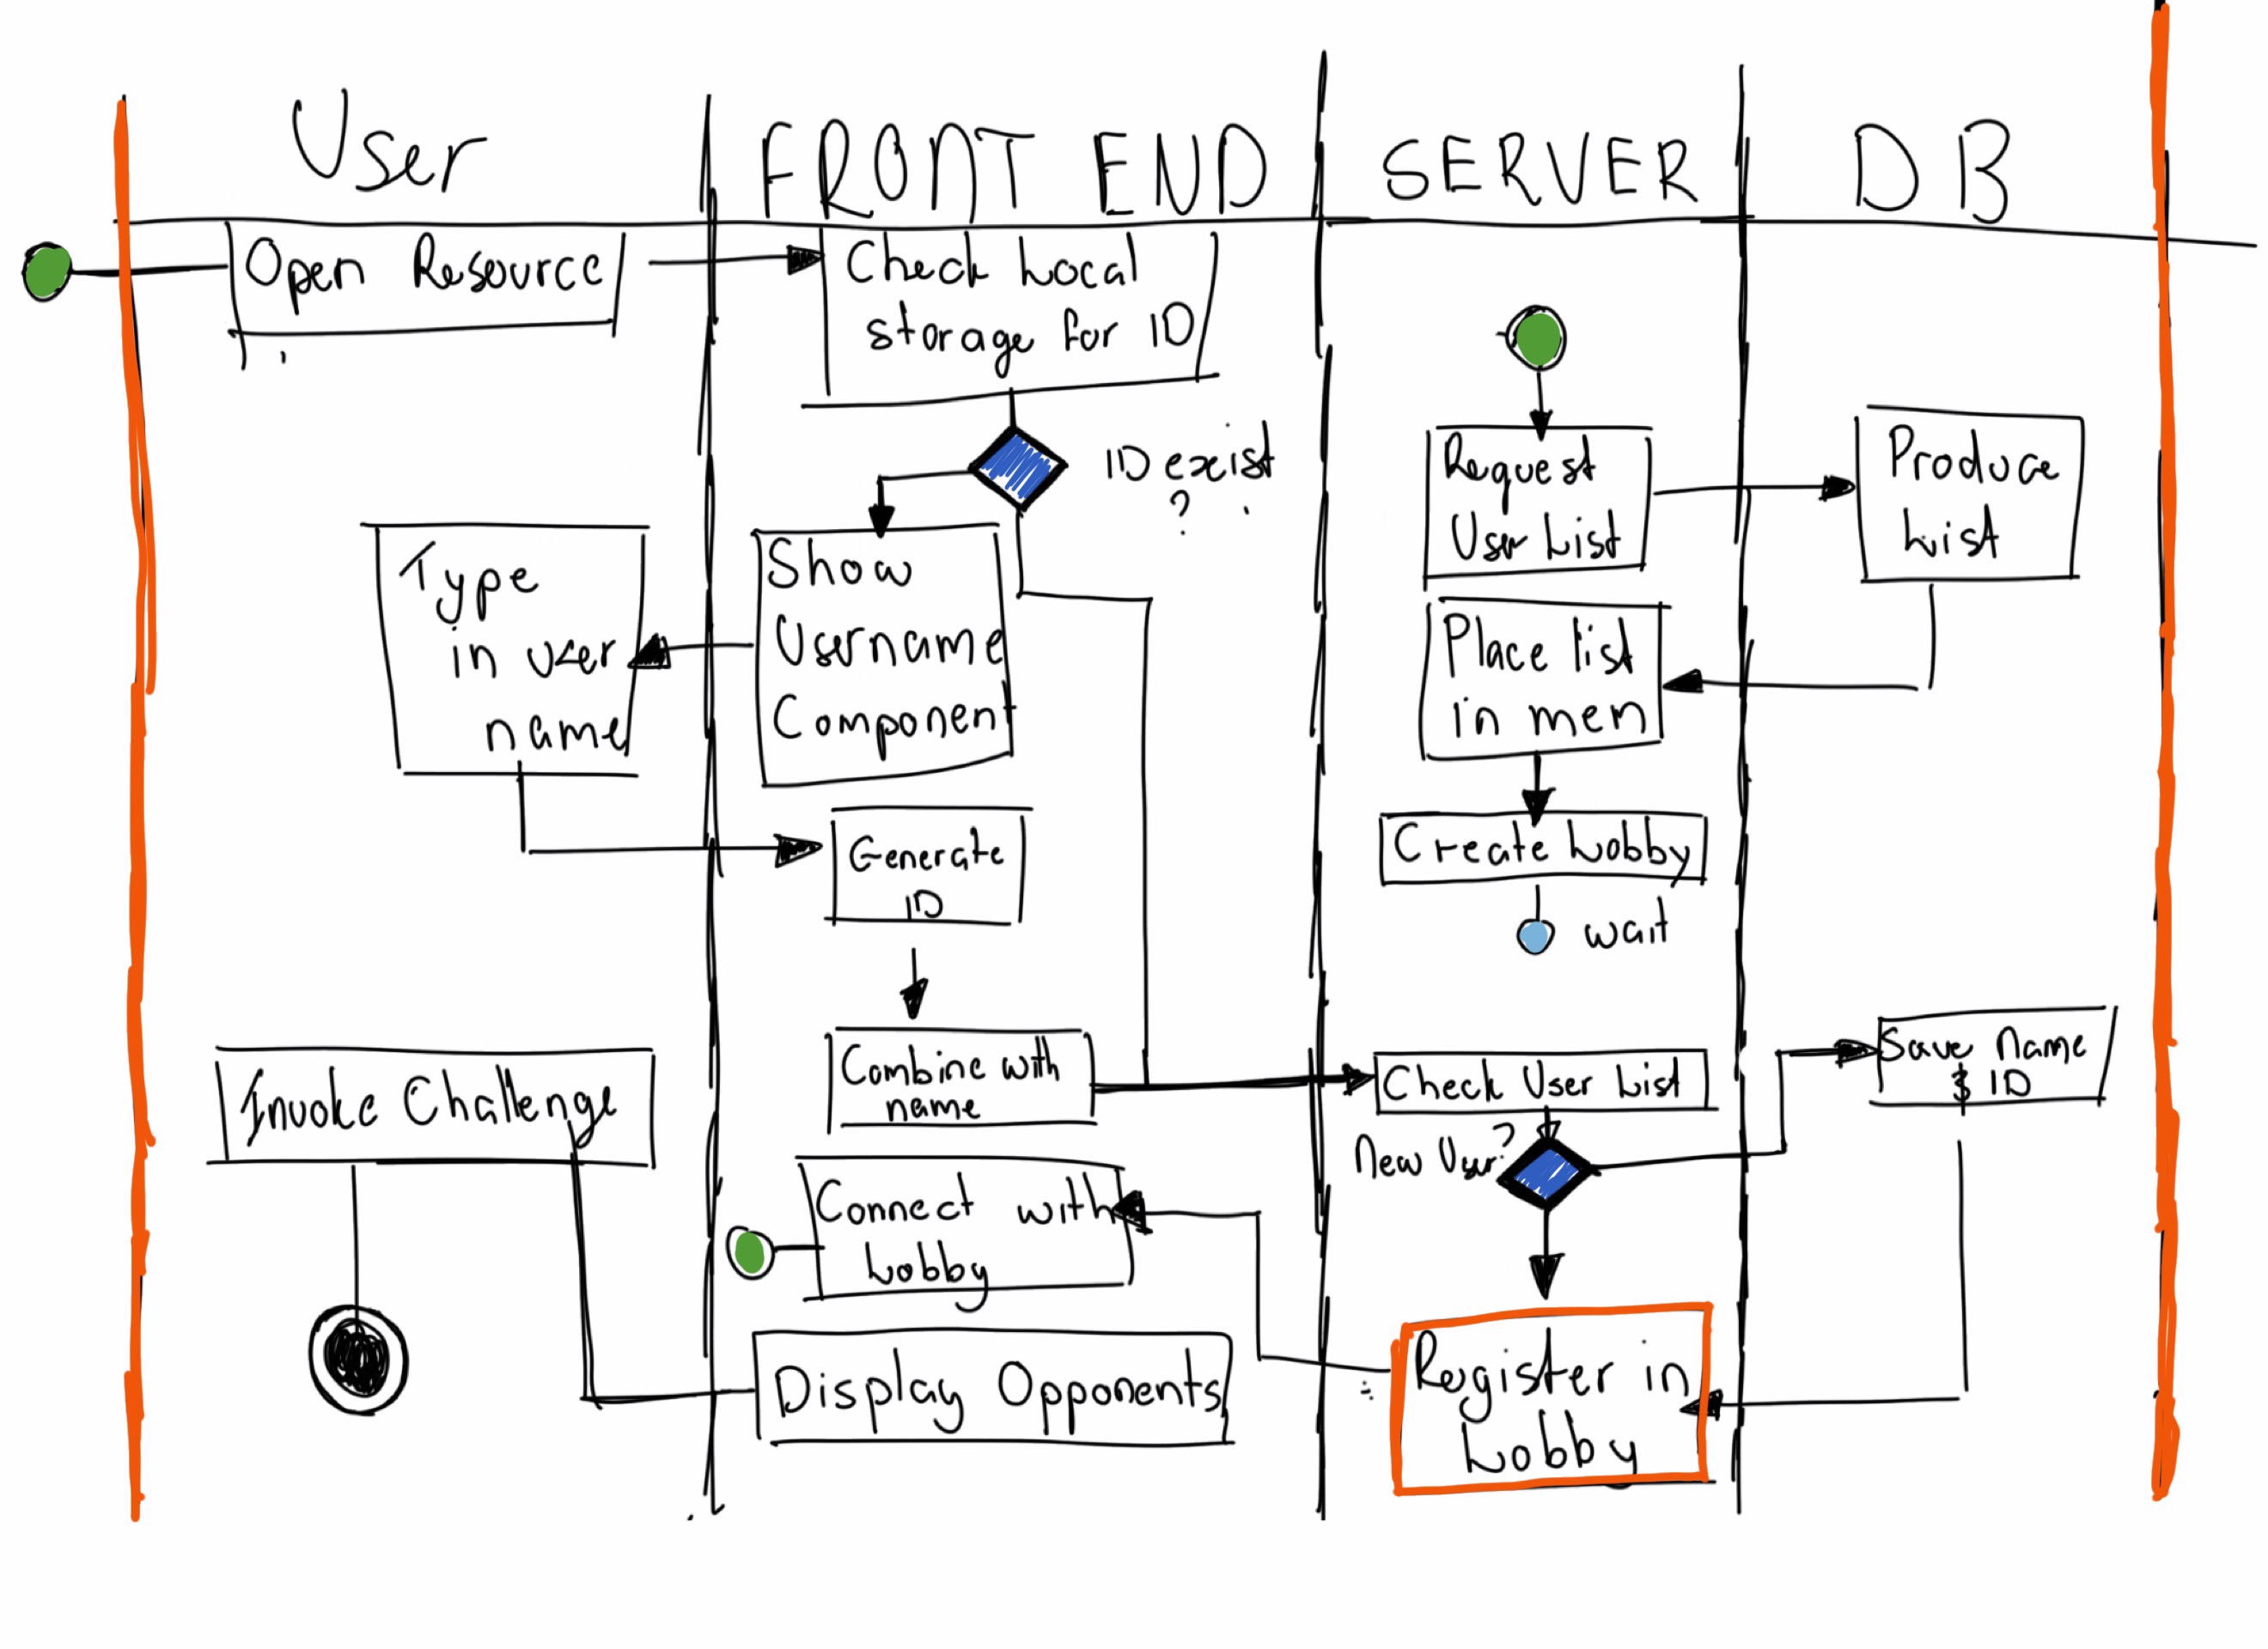 User
FRONT END
SERVER
DB
Open Resource
Check Local
storage for ID
ID exist
?
Request
User List
Produce
List
Type
in user
name
Show
Username
Component
Place list
in mem
Generate
ID
Create Lobby
wait
Combine with
name
Check User List
Save Name
$ ID
Invoke Challenge
New User?
Connect with
Lobby
Display Opponents
Register in
Lobby